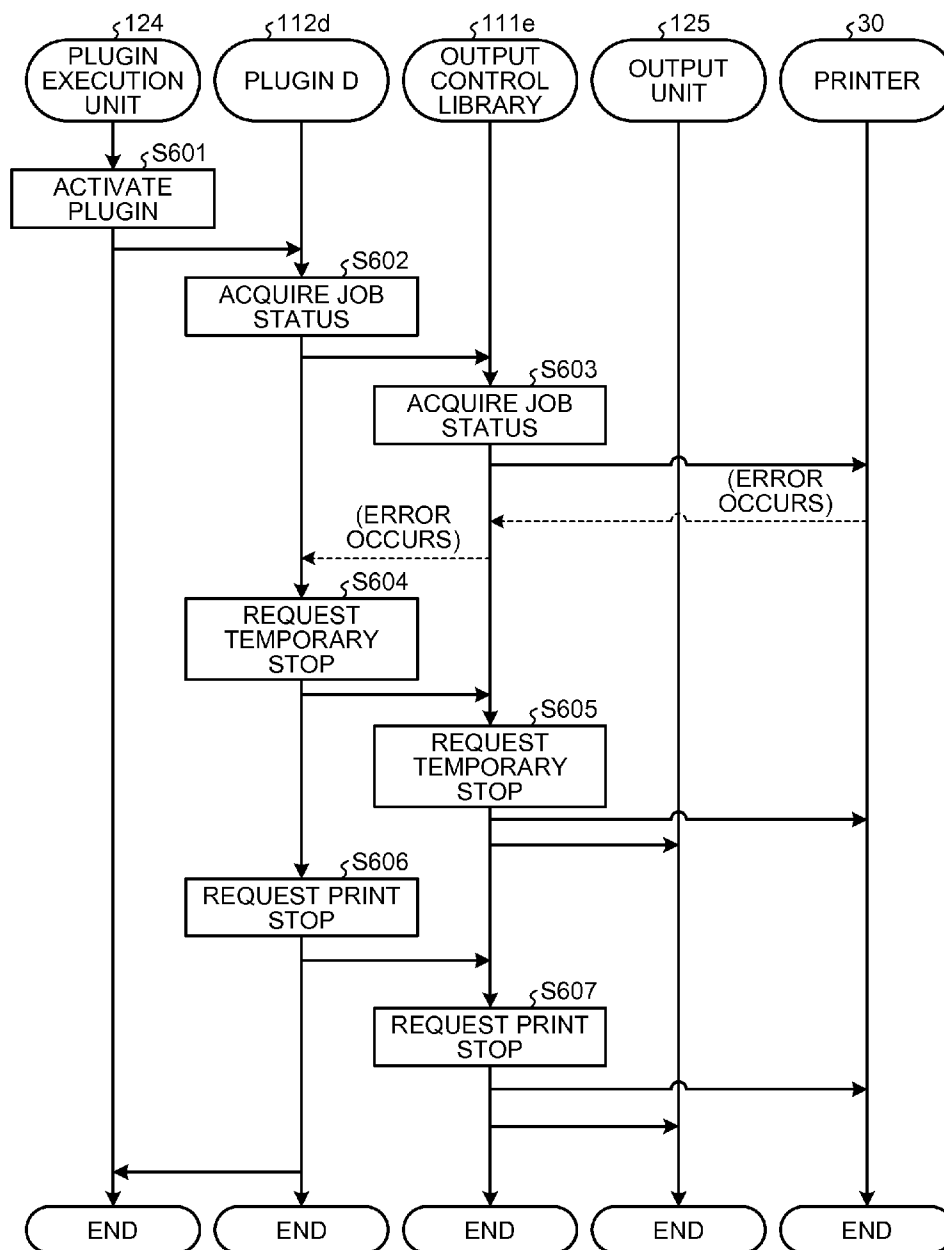 124
PLUGIN
EXECUTION
UNIT
112d
PLUGIN D
111e
OUTPUT
CONTROL
LIBRARY
125
OUTPUT
UNIT
30
PRINTER
S601
ACTIVATE
PLUGIN
S602
ACQUIRE JOB
STATUS
S603
ACQUIRE JOB
STATUS
(ERROR
OCCURS)
(ERROR
OCCURS)
S604
REQUEST
TEMPORARY
STOP
S605
REQUEST
TEMPORARY
STOP
S606
REQUEST PRINT
STOP
S607
REQUEST PRINT
STOP
END
END
END
END
END